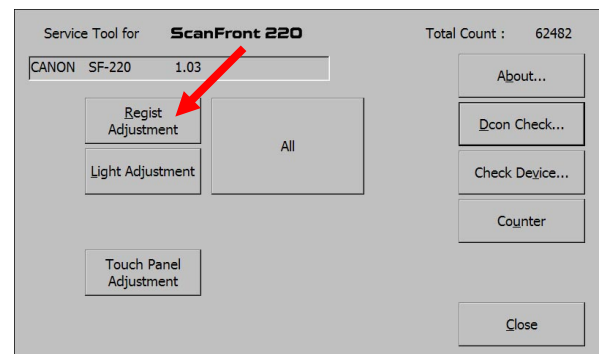 Service Tool for ScanFront 220 Total Count : 62482
CANON SF-220 1.03
About...
Regist
Adjustment
All
Dcon Check...
Light Adjustment
Check Device...
Counter
Touch Panel
Adjustment
Close